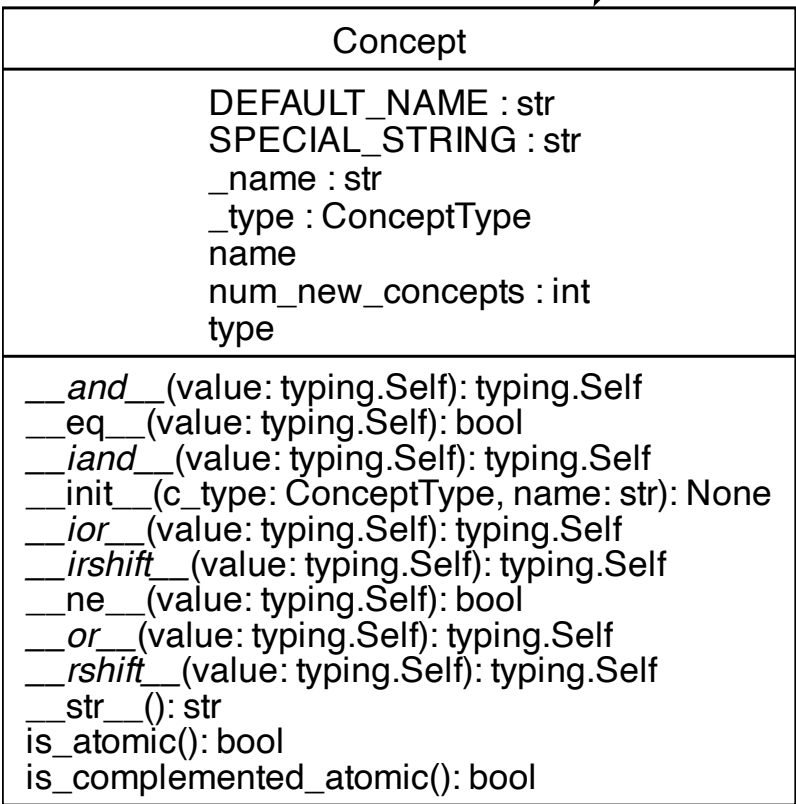 Concept
DEFAULT_NAME : str
SPECIAL_STRING : str
_name : str
_type : ConceptType
name
num_new_concepts : int
type
__and__(value: typing.Self): typing.Self
__eq__(value: typing.Self): bool
__iand__(value: typing.Self): typing.Self
__init__(c_type: ConceptType, name: str): None
__ior__(value: typing.Self): typing.Self
__irshift__(value: typing.Self): typing.Self
__ne__(value: typing.Self): bool
__or__(value: typing.Self): typing.Self
__rshift__(value: typing.Self): typing.Self
__str__(): str
is_atomic(): bool
is_complemented_atomic(): bool